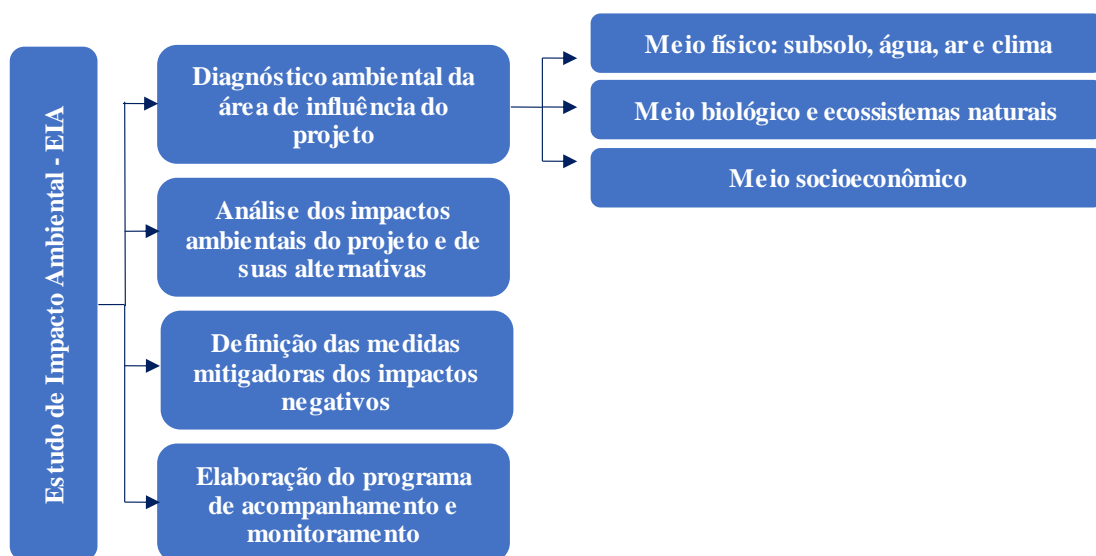 Estudo de Impacto Ambiental - EIA
Diagnóstico ambiental da
área de influência do
projeto
Meio físico: subsolo, água, ar e clima
Meio biológico e ecossistemas naturais
Meio socioeconômico
Análise dos impactos
ambientais do projeto e de
suas alternativas
Definição das medidas
mitigadoras dos impactos
negativos
Elaboração do programa
de acompanhamento e
monitoramento